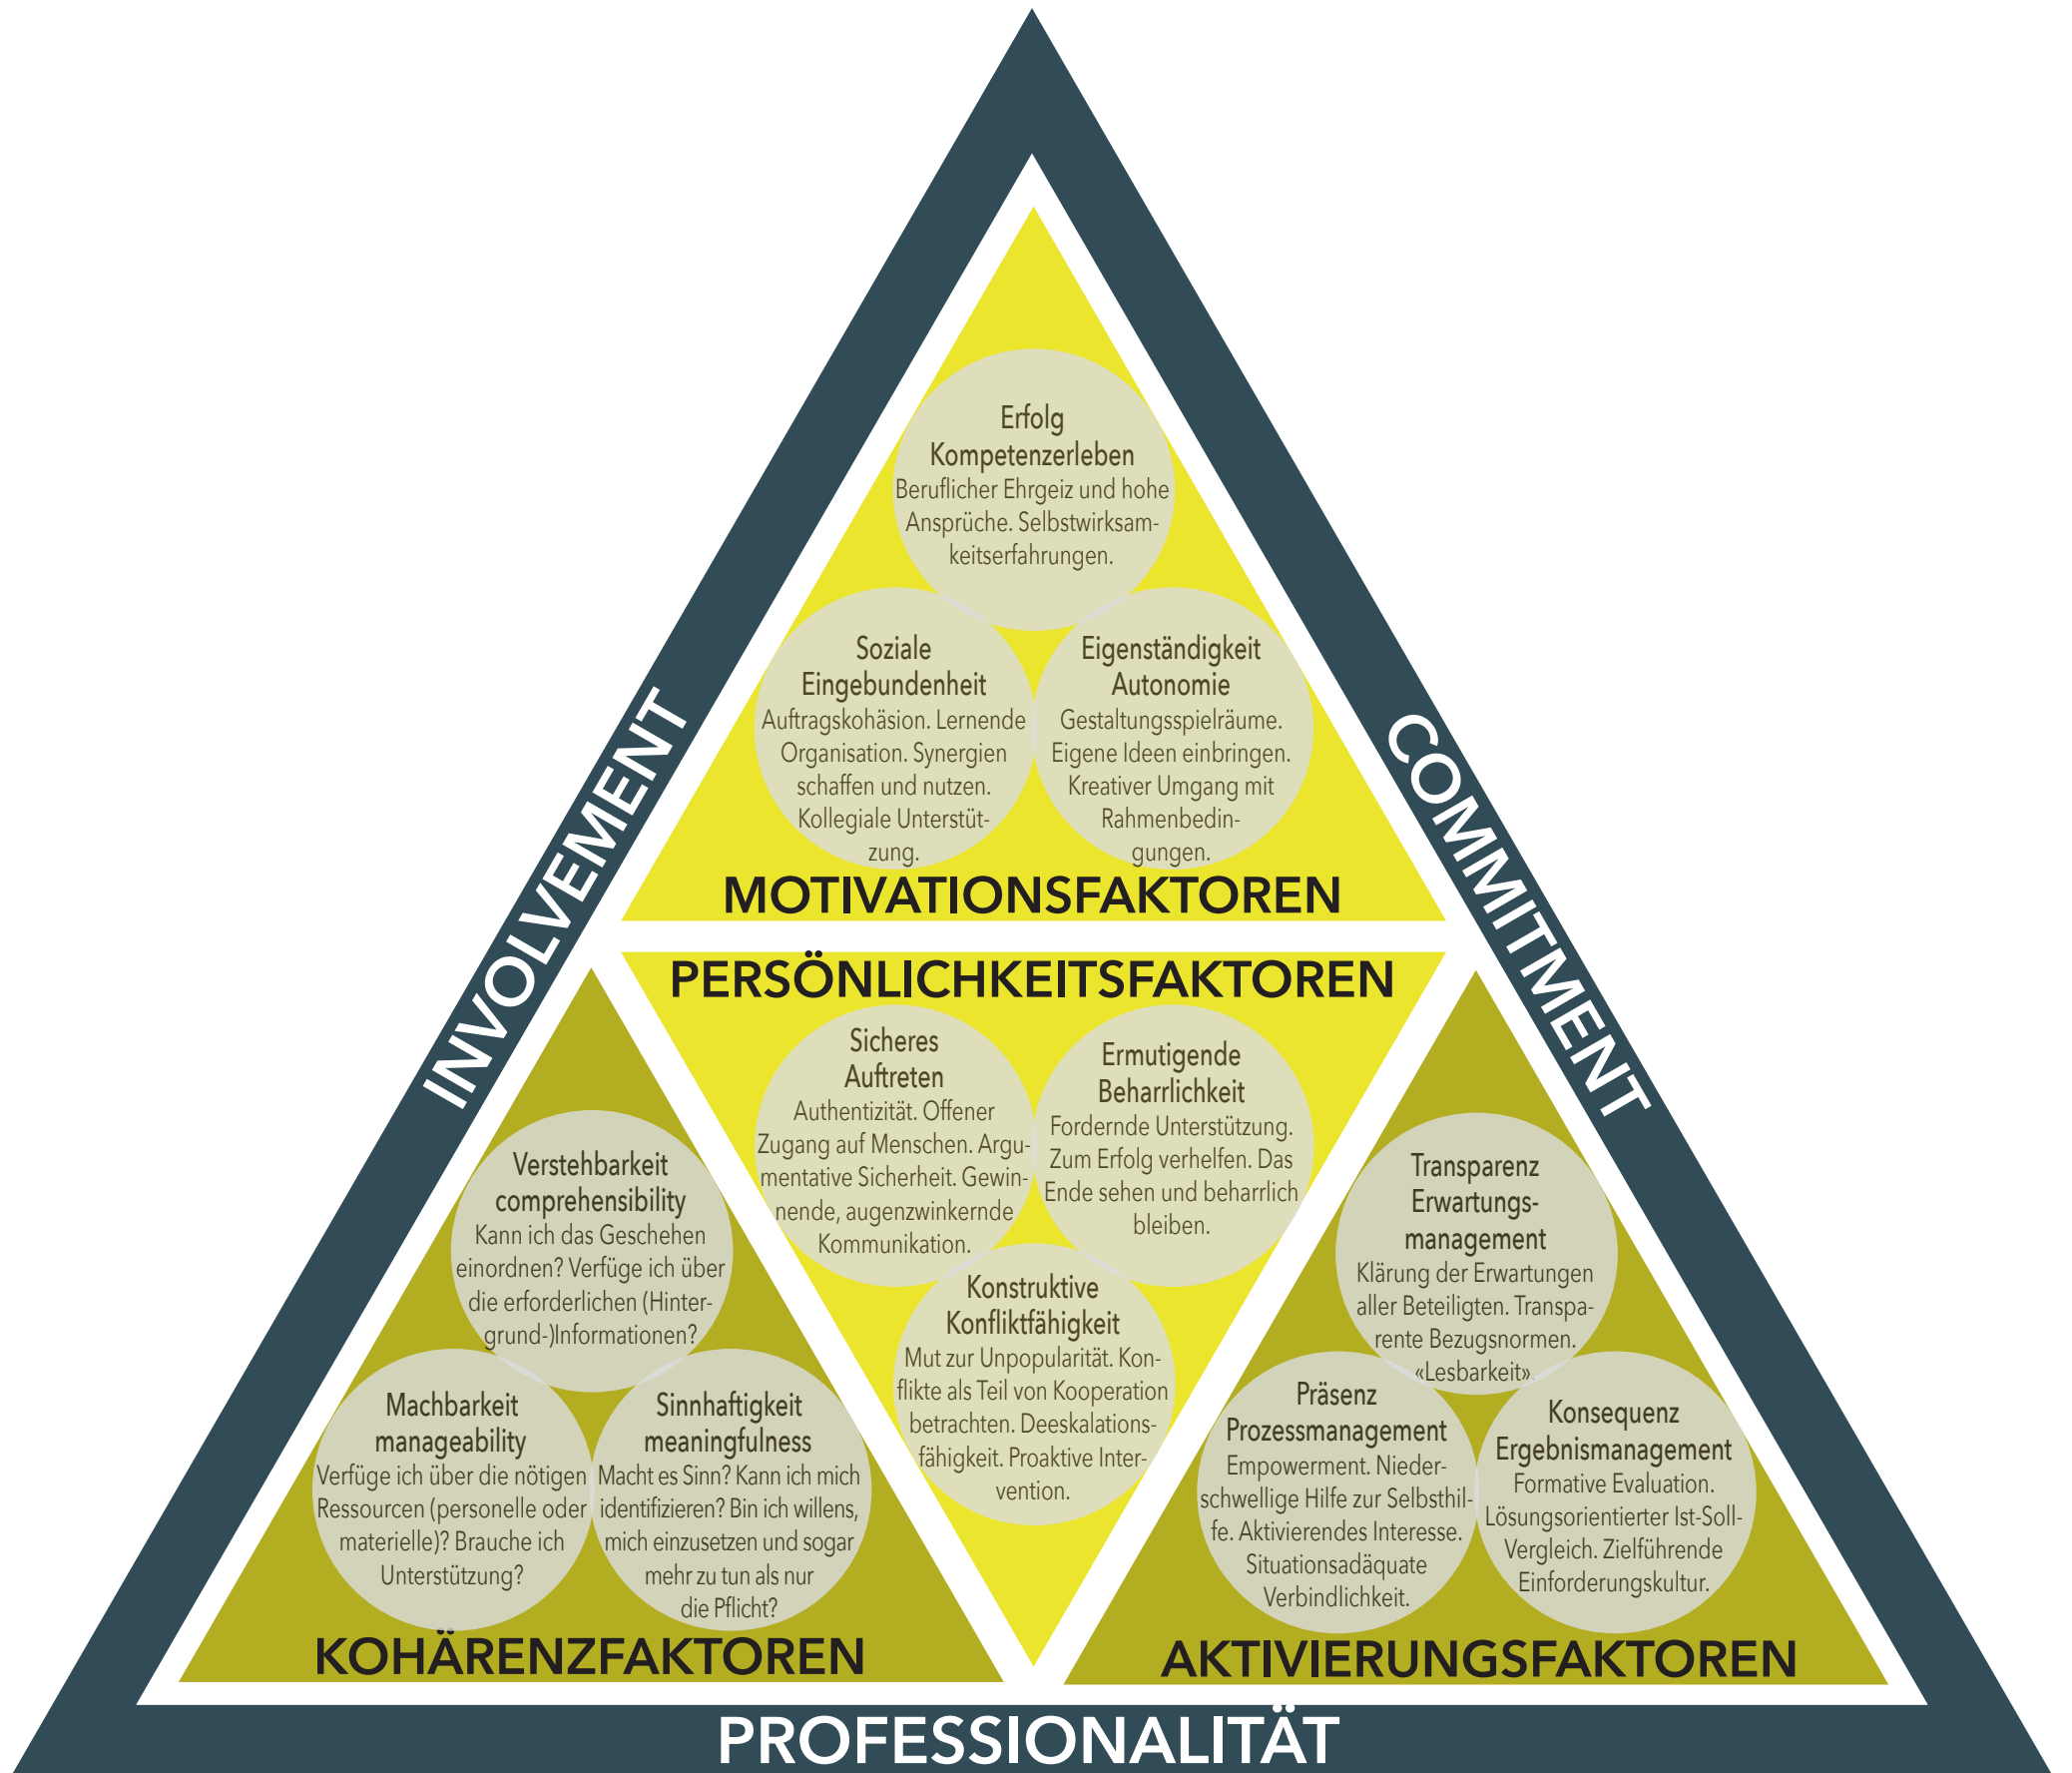 Erfolg
Kompetenzerleben
Beruflicher Ehrgeiz und hohe
Ansprüche. Selbstwirksam-
keitserfahrungen.
Soziale
Eingebundenheit
Auftragskohäsion. Lernende
Organisation. Synergien
schaffen und nutzen.
Kollegiale Unterstüt-
zung.
Eigenständigkeit
Autonomie
Gestaltungsspielräume.
Eigene Ideen einbringen.
Kreativer Umgang mit
Rahmenbedin-
gungen.
MOTIVATIONSFAKTOREN
INVOLVEMENT
COMMITMENT
PERSÖNLICHKEITSFAKTOREN
Sicheres
Auftreten
Authentizität. Offener
Zugang auf Menschen. Argu-
mentative Sicherheit. Gewin-
nende, augenzwinkernde
Kommunikation.
Ermutigende
Beharrlichkeit
Fordernde Unterstützung.
Zum Erfolg verhelfen. Das
Ende sehen und beharrlich
bleiben.
Konstruktive
Konfliktfähigkeit
Mut zur Unpopularität. Kon-
flikte als Teil von Kooperation
betrachten. Deeskalations-
fähigkeit. Proaktive Inter-
vention.
Verstehbarkeit
comprehensibility
Kann ich das Geschehen
einordnen? Verfüge ich über
die erforderlichen (Hinter-
grund-)Informationen?
Machbarkeit
manageability
Verfüge ich über die nötigen
Ressourcen (personelle oder
materielle)? Brauche ich
Unterstützung?
Sinnhaftigkeit
meaningfulness
Macht es Sinn? Kann ich mich
identifizieren? Bin ich willens,
mich einzusetzen und sogar
mehr zu tun als nur
die Pflicht?
KOHÄRENZFAKTOREN
Transparenz
Erwartungs-
management
Klärung der Erwartungen
aller Beteiligten. Transpa-
rente Bezugsnormen.
«Lesbarkeit».
Präsenz
Prozessmanagement
Empowerment. Nieder-
schwellige Hilfe zur Selbsthil-
fe. Aktivierendes Interesse.
Situationsadäquate
Verbindlichkeit.
Konsequenz
Ergebnismanagement
Formative Evaluation.
Lösungsorientierter Ist-Soll-
Vergleich. Zielführende
Einforderungskultur.
AKTIVIERUNGSFAKTOREN
PROFESSIONALITÄT